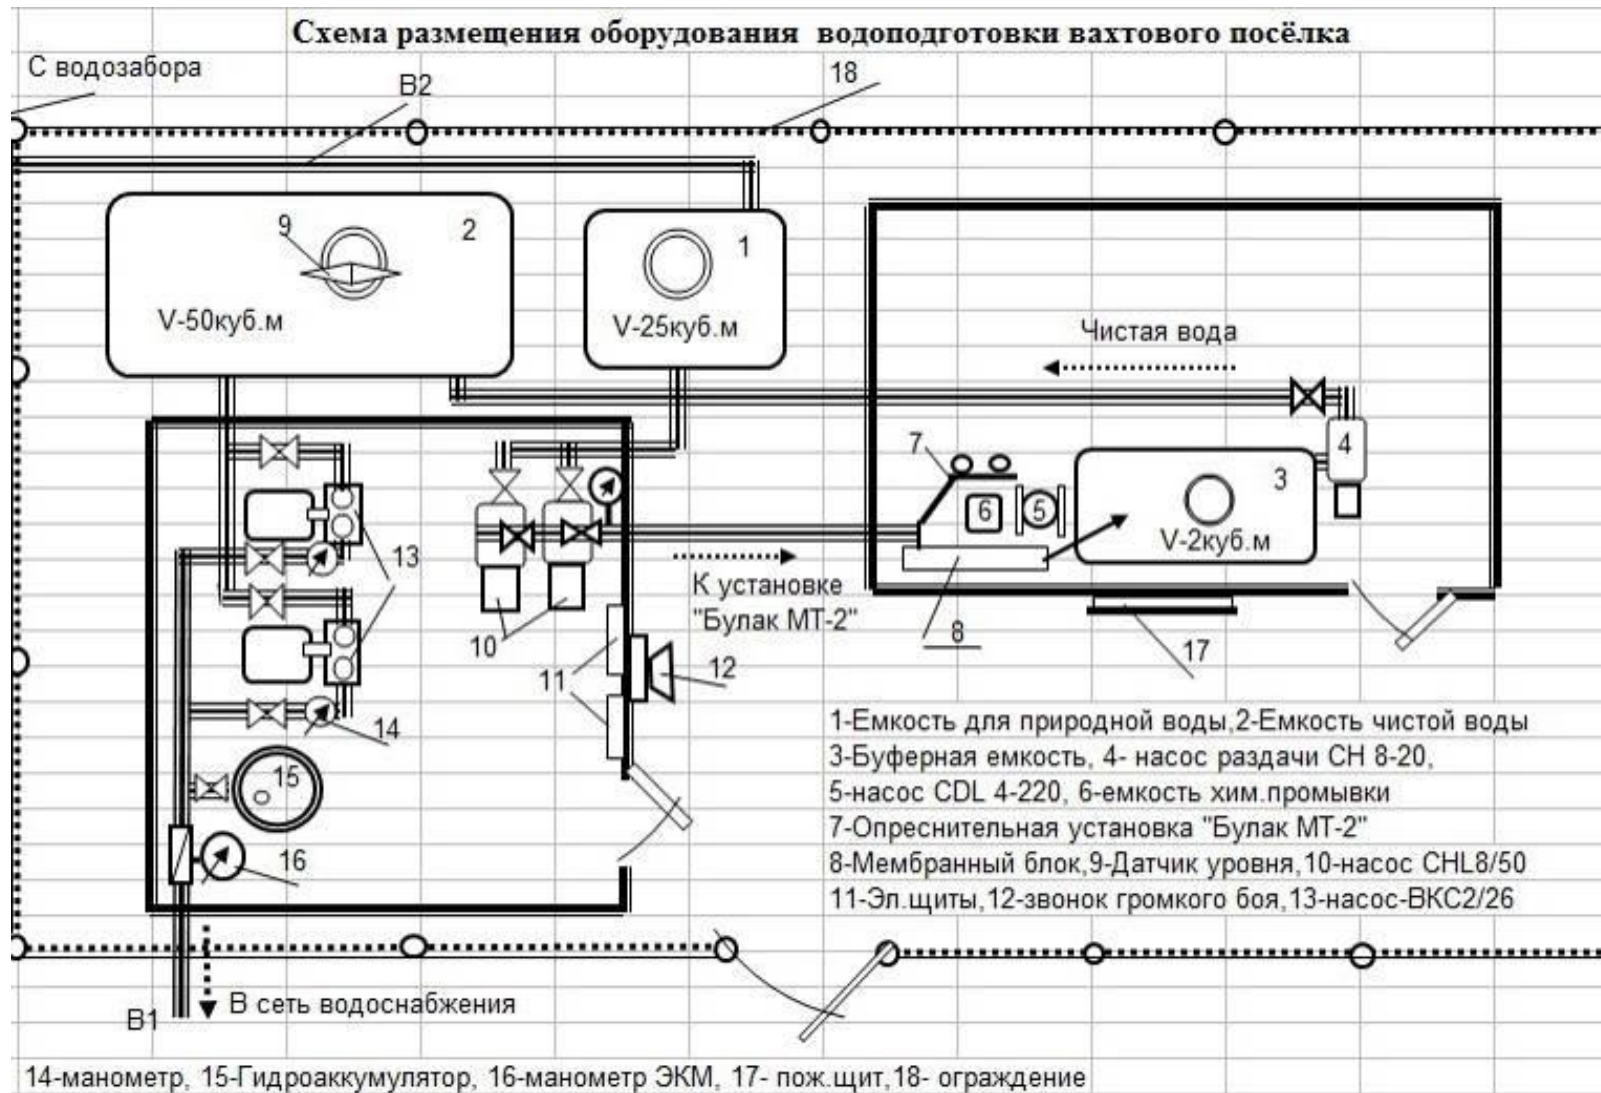 Схема размещения оборудования водоподготовки вахтового посёлка
С водозабора
В2
18
9
2
1
V-50куб.м
V-25куб.м
Чистая вода
7
4
3
6
5
V-2куб.м
13
К установке
"Булак МТ-2"
10
8
17
11
12
14
15
16
1-Емкость для природной воды,2-Емкость чистой воды
3-Буферная емкость, 4- насос раздачи СН 8-20,
5-насос CDL 4-220, 6-емкость хим.промывки
7-Опреснительная установка "Булак МТ-2"
8-Мембранный блок,9-Датчик уровня,10-насос CHL8/50
11-Эл.щиты,12-звонок громкого боя,13-насос-ВКС2/26
В1
В сеть водоснабжения
14-манометр, 15-Гидроаккумулятор, 16-манометр ЭКМ, 17- пож.щит,18- ограждение